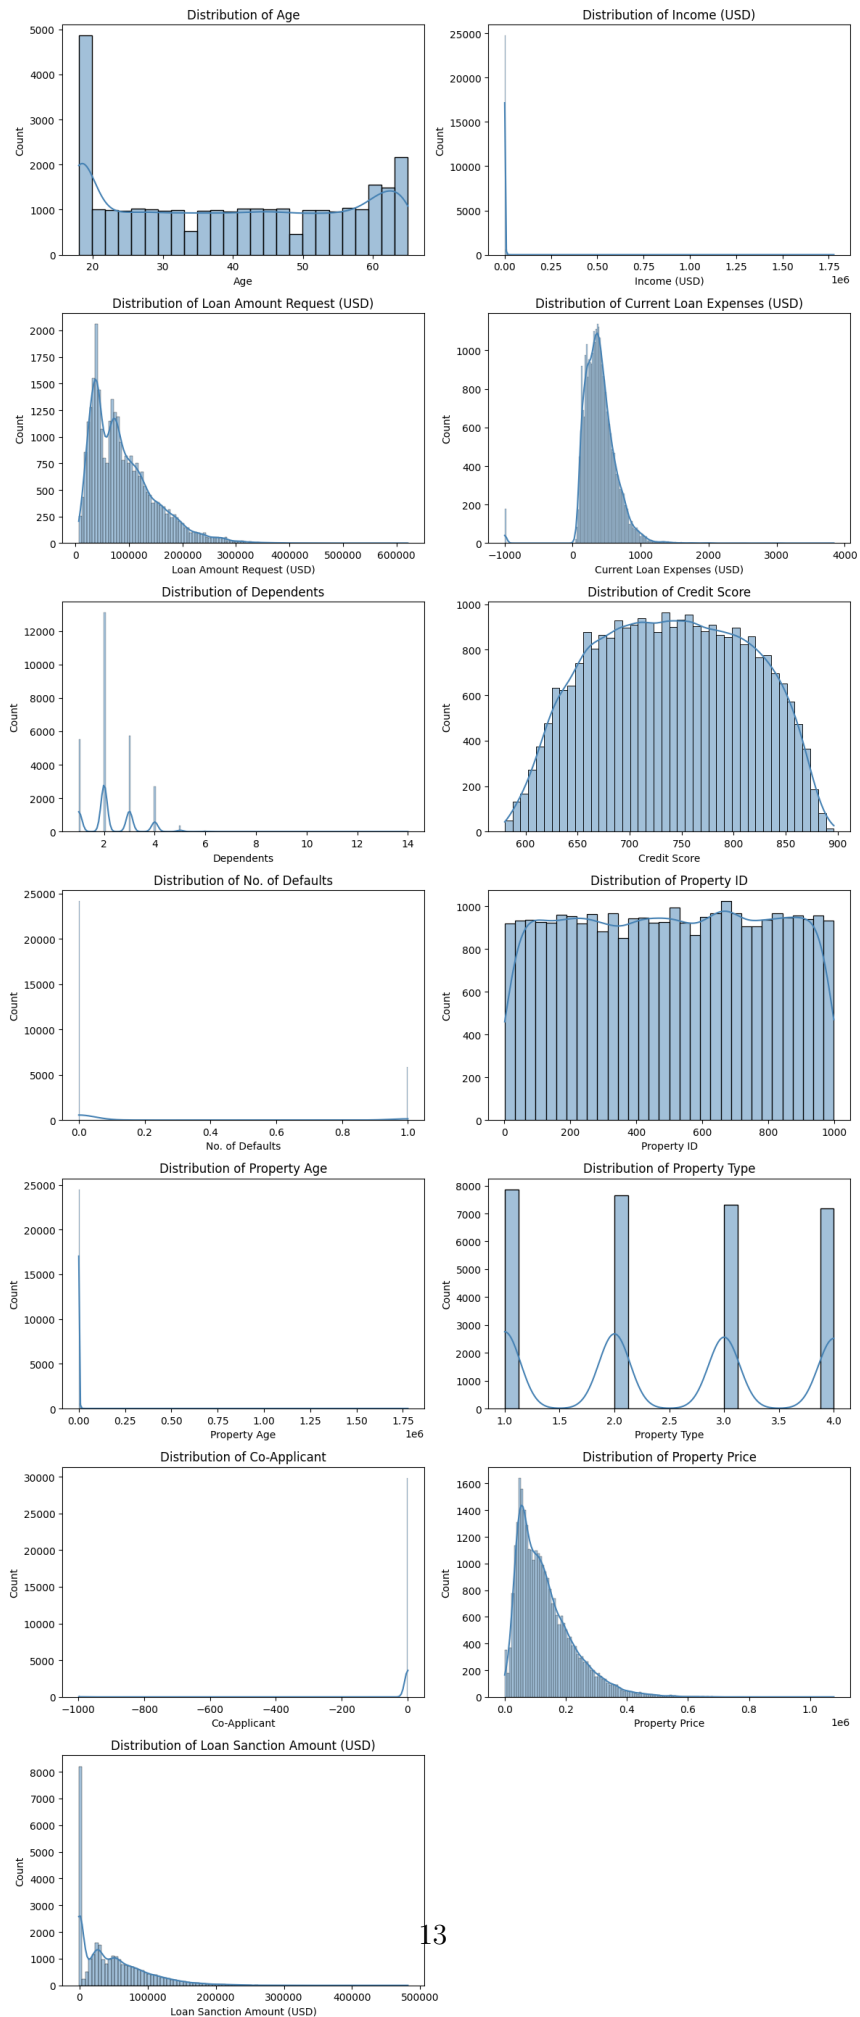 Distribution of Age
Count
5000
4000
3000
2000
1000
0
20 30 40 50 60
Age
Distribution of Income (USD)
Count
25000
20000
15000
10000
5000
0
0.00 0.25 0.50 0.75 1.00 1.25 1.50 1.75
1e6
Income (USD)
Distribution of Loan Amount Request (USD)
Count
2000
1750
1500
1250
1000
750
500
250
0
0 100000 200000 300000 400000 500000 600000
Loan Amount Request (USD)
Distribution of Current Loan Expenses (USD)
Count
1000
800
600
400
200
0
−1000 0 1000 2000 3000 4000
Current Loan Expenses (USD)
Distribution of Dependents
Count
12000
10000
8000
6000
4000
2000
0
2 4 6 8 10 12 14
Dependents
Distribution of Credit Score
Count
1000
800
600
400
200
0
600 650 700 750 800 850 900
Credit Score
Distribution of No. of Defaults
Count
25000
20000
15000
10000
5000
0
0.0 0.2 0.4 0.6 0.8 1.0
No. of Defaults
Distribution of Property ID
Count
1000
800
600
400
200
0
0 200 400 600 800 1000
Property ID
Distribution of Property Age
Count
25000
20000
15000
10000
5000
0
0.00 0.25 0.50 0.75 1.00 1.25 1.50 1.75
1e6
Property Age
Distribution of Property Type
Count
8000
7000
6000
5000
4000
3000
2000
1000
0
1.0 1.5 2.0 2.5 3.0 3.5 4.0
Property Type
Distribution of Co-Applicant
Count
30000
25000
20000
15000
10000
5000
0
−1000 −800 −600 −400 −200 0
Co-Applicant
Distribution of Property Price
Count
1600
1400
1200
1000
800
600
400
200
0
0.0 0.2 0.4 0.6 0.8 1.0
1e6
Property Price
Distribution of Loan Sanction Amount (USD)
Count
8000
7000
6000
5000
4000
3000
2000
1000
0
0 100000 200000 300000 400000 500000
Loan Sanction Amount (USD)
13